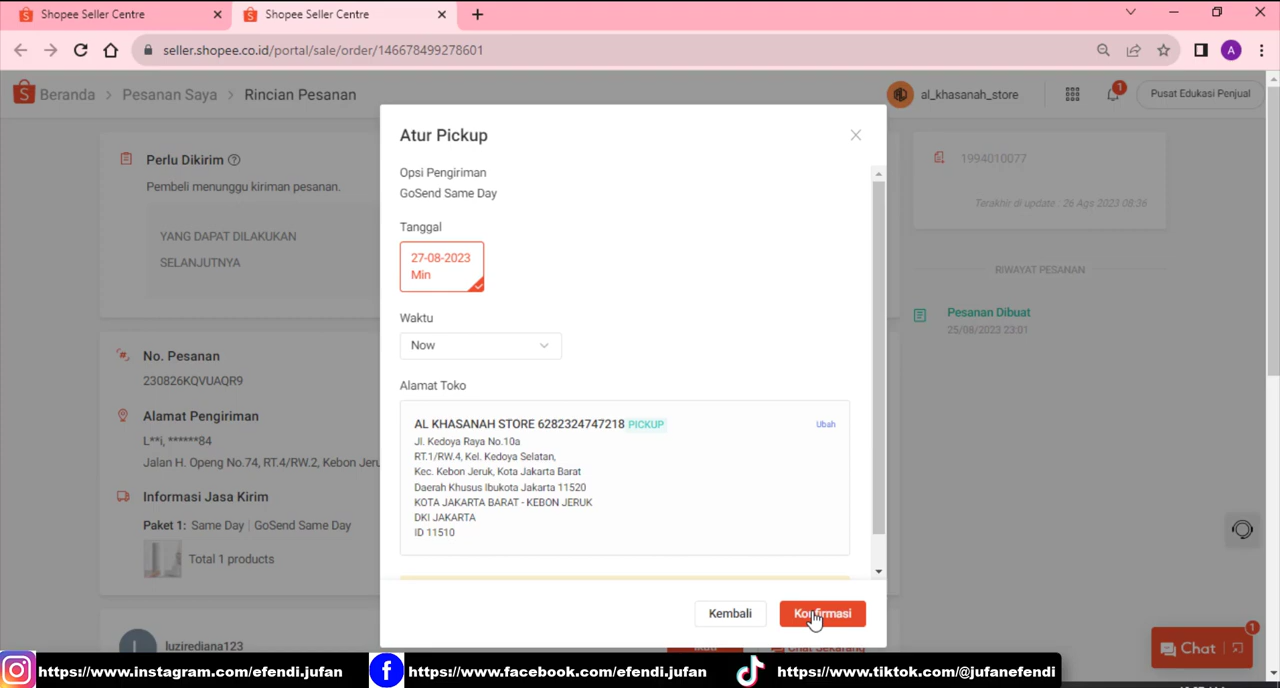 Shopee Seller Centre
Shopee Seller Centre
seller.shopee.co.id/portal/sale/order/146678499278601
A
Beranda > Pesanan Saya > Rincian Pesanan
al_khasanah_store
1
Pusat Edukasi Penjual
Perlu Dikirim
Pembeli menunggu kiriman pesanan.
YANG DAPAT DILAKUKAN
SELANJUTNYA
No. Pesanan
230826KQVUAQR9
Alamat Pengiriman
L**i, ******84
Jalan H. Openg No.74, RT.4/RW.2, Kebon Jeru
Informasi Jasa Kirim
Paket 1: Same Day | GoSend Same Day
Total 1 products
luzirediana123
Atur Pickup
Opsi Pengiriman
GoSend Same Day
Tanggal
27-08-2023
Min
Waktu
Now
Alamat Toko
AL KHASANAH STORE 6282324747218 PICKUP
Ubah
Jl. Kedoya Raya No.10a
RT.1/RW.4, Kel. Kedoya Selatan,
Kec. Kebon Jeruk, Kota Jakarta Barat
Daerah Khusus Ibukota Jakarta 11520
KOTA JAKARTA BARAT - KEBON JERUK
DKI JAKARTA
ID 11510
Kembali
Konfirmasi
1994010077
Terakhir di update : 26 Ags 2023 08:36
RIWAYAT PESANAN
Pesanan Dibuat
25/08/2023 23:01
Chat
1
https://www.instagram.com/efendi.jufan
https://www.facebook.com/efendi.jufan
https://www.tiktok.com/@jufanefendi